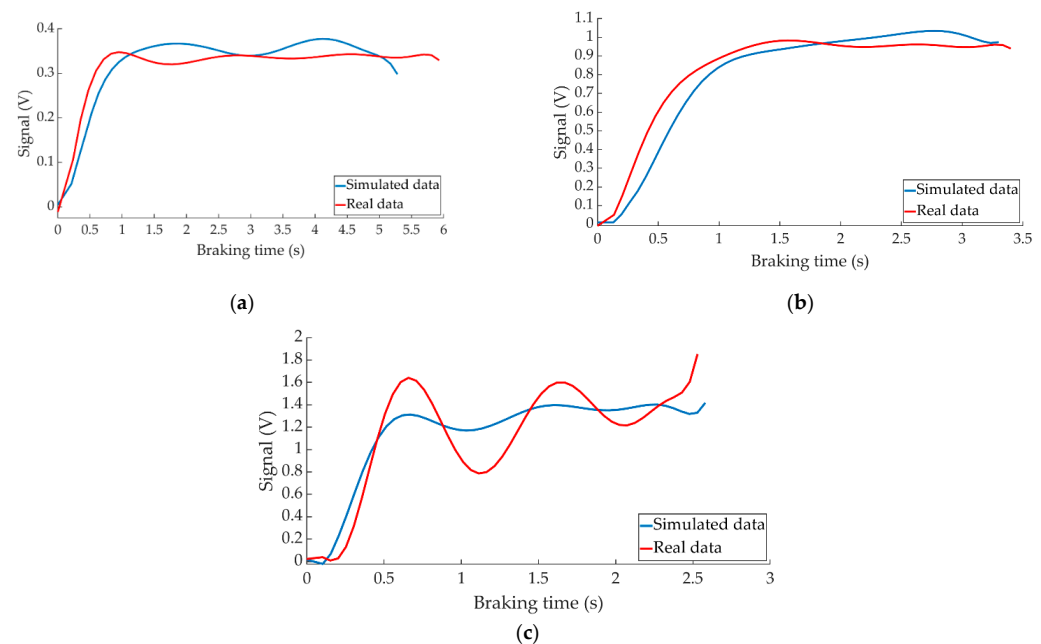 0.4
0.3
0.2
0.1
0
Signal (V)
0 0.5 1 1.5 2 2.5 3 3.5 4 4.5 5 5.5 6
Braking time (s)
Simulated data
Real data
(a)
1.1
1
0.9
0.8
0.7
0.6
0.5
0.4
0.3
0.2
0.1
0
Signal (V)
0 0.5 1 1.5 2 2.5 3 3.5
Braking time (s)
Simulated data
Real data
(b)
2
1.8
1.6
1.4
1.2
1
0.8
0.6
0.4
0.2
0
Signal (V)
0 0.5 1 1.5 2 2.5 3
Braking time (s)
Simulated data
Real data
(c)